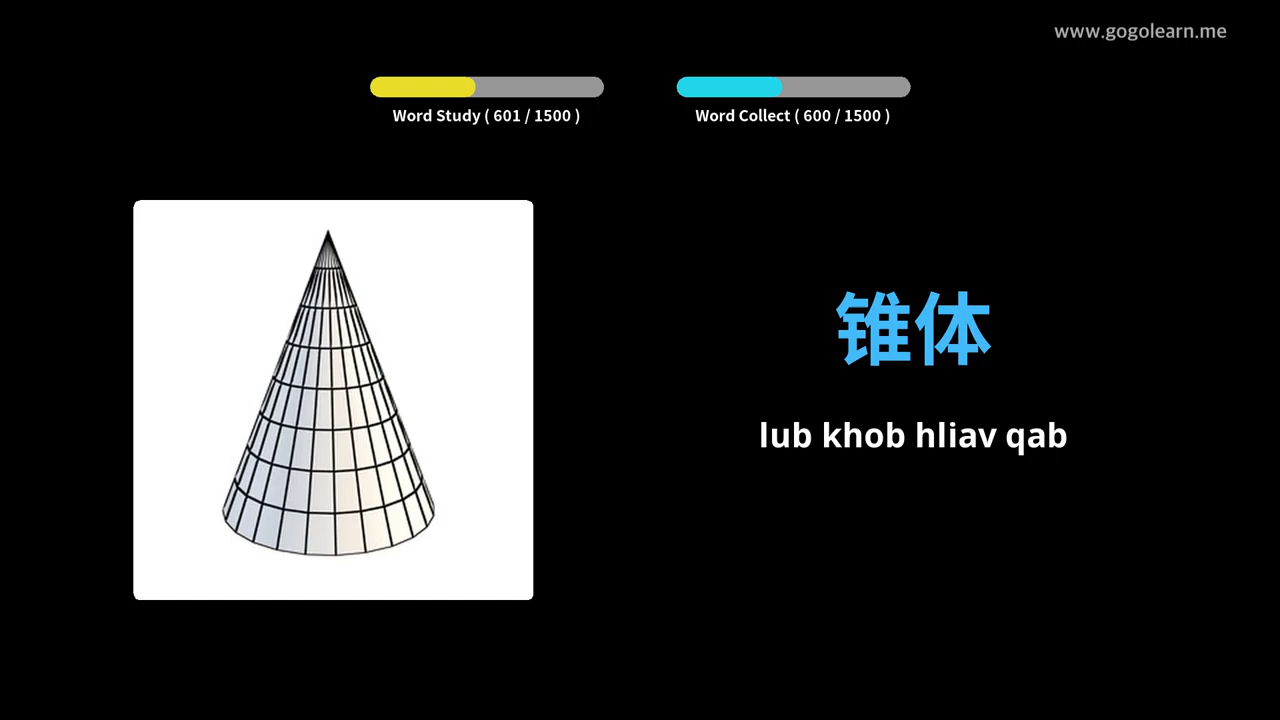 www.gogolearn.me
Word Study ( 601 / 1500 )
Word Collect ( 600 / 1500 )
锥体
lub khob hliav qab